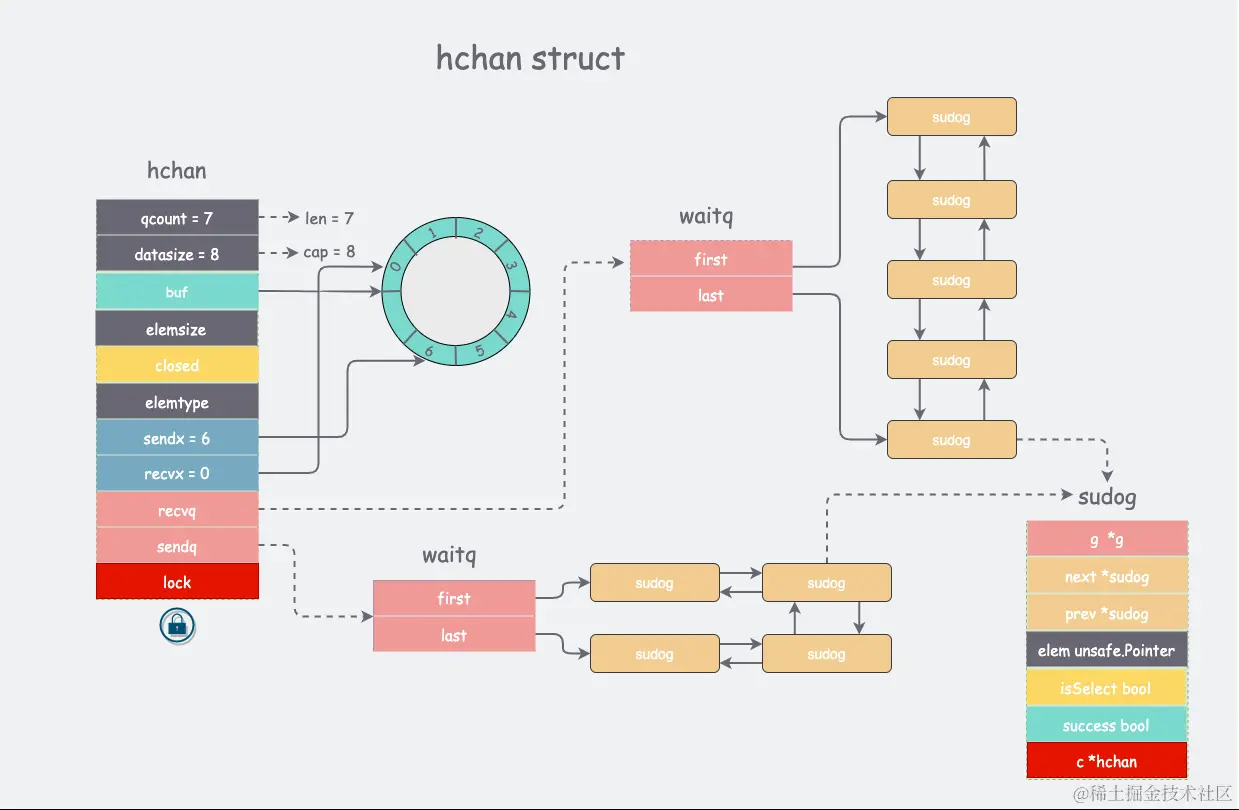 hchan struct
hchan
qcount = 7
len = 7
datasize = 8
cap = 8
buf
elemsize
closed
elemtype
sendx = 6
recvx = 0
recvq
sendq
lock
0
1
2
3
4
5
6
waitq
first
last
sudog
sudog
sudog
sudog
sudog
waitq
first
last
sudog
sudog
sudog
sudog
sudog
g *g
next *sudog
prev *sudog
elem unsafe.Pointer
isSelect bool
success bool
c *hchan
@稀土掘金技术社区